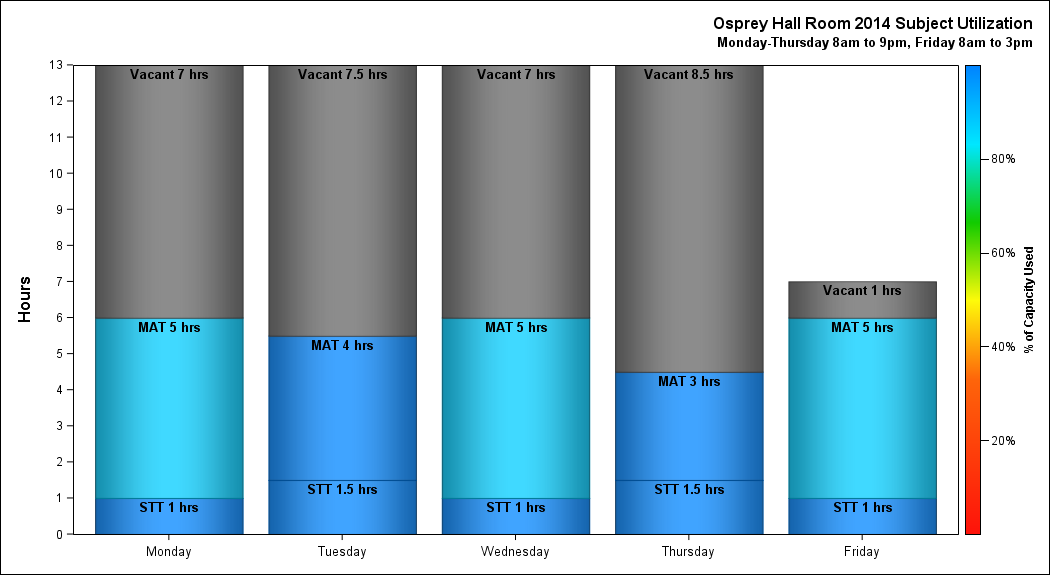 Osprey Hall Room 2014 Subject Utilization
Monday-Thursday 8am to 9pm, Friday 8am to 3pm
Hours
13
12
11
10
9
8
7
6
5
4
3
2
1
0
Vacant 7 hrs
MAT 5 hrs
STT 1 hrs
Vacant 7.5 hrs
MAT 4 hrs
STT 1.5 hrs
Vacant 7 hrs
MAT 5 hrs
STT 1 hrs
Vacant 8.5 hrs
MAT 3 hrs
STT 1.5 hrs
Vacant 1 hrs
MAT 5 hrs
STT 1 hrs
Monday
Tuesday
Wednesday
Thursday
Friday
80%
60%
40%
20%
% of Capacity Used